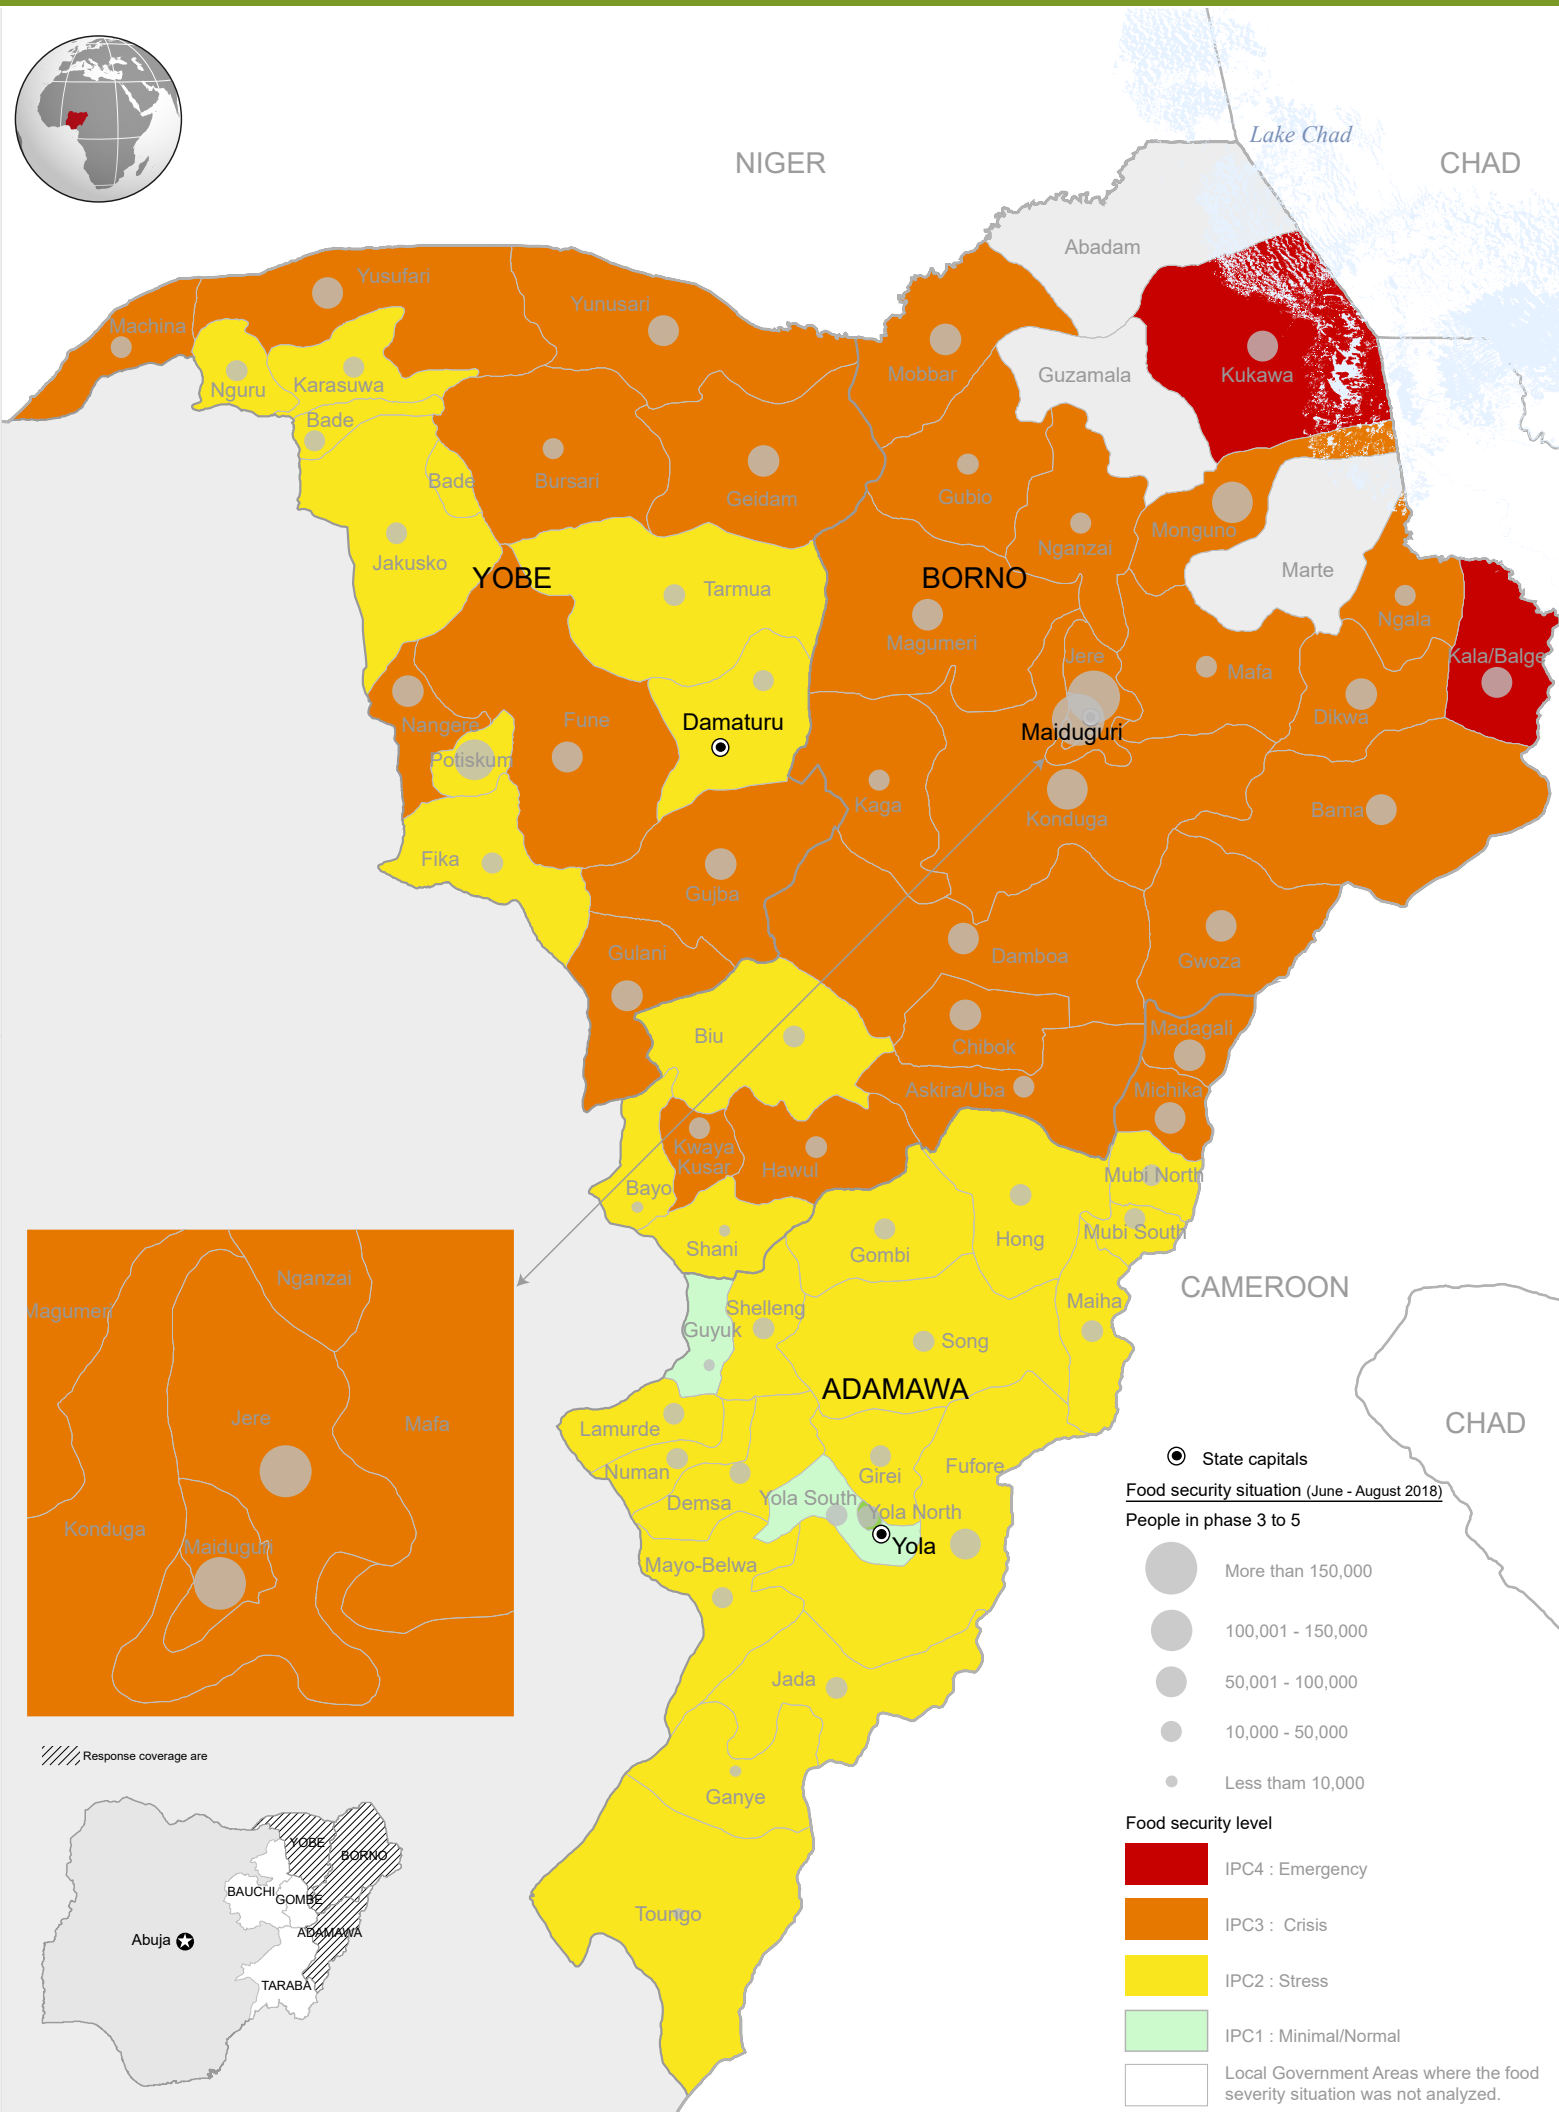 NIGER
Lake Chad
CHAD
Abadam
Yusufari
Yunusari
Machina
Mobbar
Guzamala
Kukawa
Nguru
Karasuwa
Bade
Bade
Bursari
Geidam
Gubio
Monguno
Nganzai
Jakusko
YOBE
BORNO
Marte
Tarmua
Ngala
Magumeri
Jere
Mafa
Kala/Balge
Dikwa
Nangere
Fune
Damaturu
Maiduguri
Potiskum
Kaga
Konduga
Bama
Fika
Gujba
Gulani
Damboa
Gwoza
Biu
Chibok
Madagali
Askira/Uba
Michika
Kwaya
Kusar
Hawul
Mubi North
Bayo
Mubi South
Shani
Gombi
Hong
CAMEROON
Nganzai
Magumeri
Shelleng
Guyuk
Maiha
Song
ADAMAWA
Jere
Mafa
Lamurde
CHAD
Numan
Girei
Fufore
Demsa
Yola South
Yola North
Konduga
Maiduguri
Yola
Mayo-Belwa
Jada
Ganye
Toungo
State capitals
Food security situation (June - August 2018)
People in phase 3 to 5
More than 150,000
100,001 - 150,000
50,001 - 100,000
10,000 - 50,000
Less tham 10,000
Food security level
IPC4 : Emergency
IPC3 : Crisis
IPC2 : Stress
IPC1 : Minimal/Normal
Local Government Areas where the food
severity situation was not analyzed.
Response coverage are
YOBE
BORNO
BAUCHI
GOMBE
ADAMAWA
Abuja
TARABA